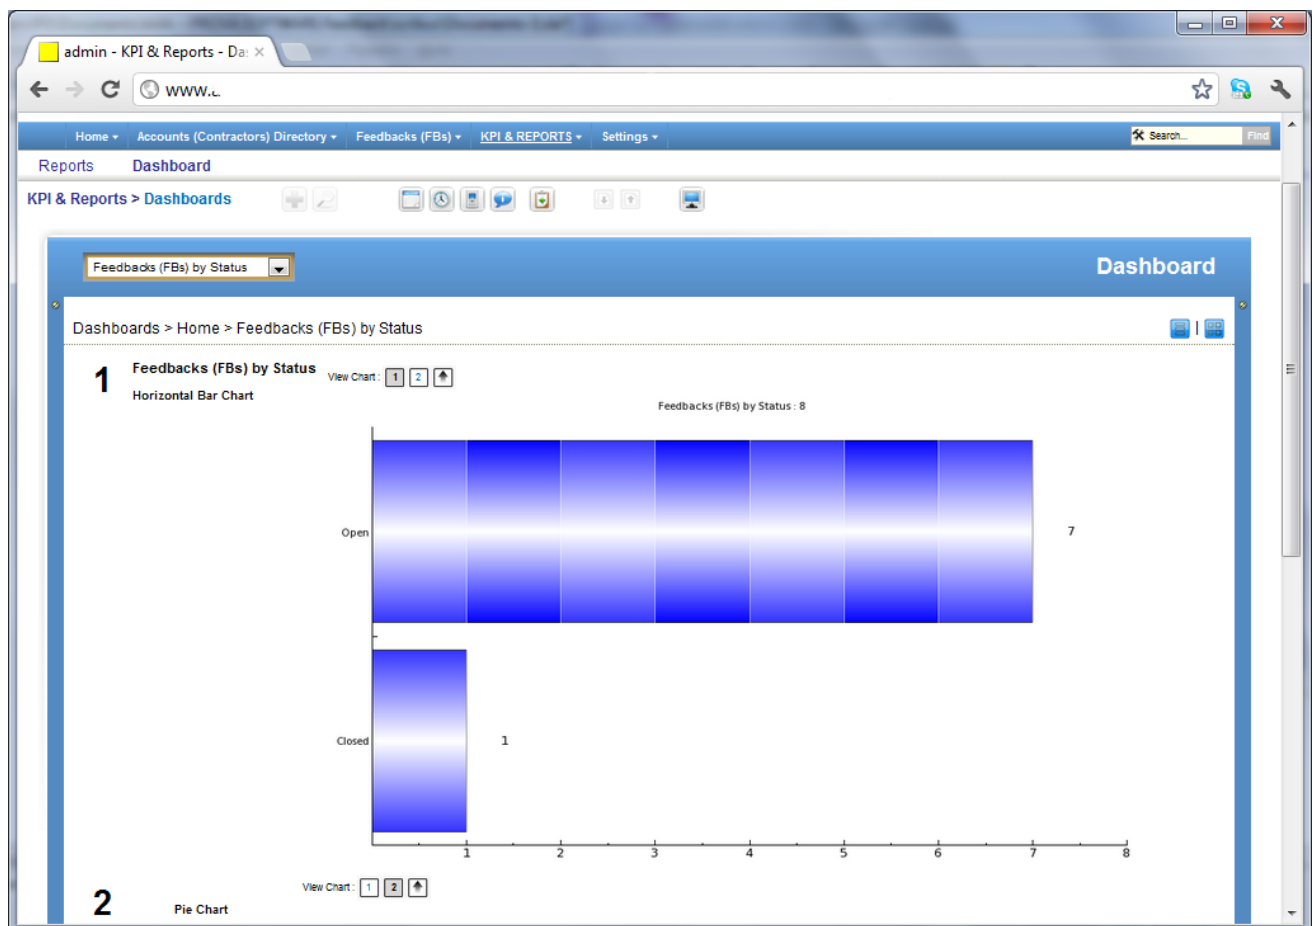 admin - KPI & Reports - Da
www.
Home Accounts (Contractors) Directory Feedbacks (FBs) KPI & REPORTS Settings Search... Find
Reports Dashboard
KPI & Reports > Dashboards
Feedbacks (FBs) by Status Dashboard
Dashboards > Home > Feedbacks (FBs) by Status
1 Feedbacks (FBs) by Status View Chart : 1 2
Horizontal Bar Chart
Feedbacks (FBs) by Status : 8
Open 7
Closed 1
1 2 3 4 5 6 7 8
View Chart : 1 2
2 Pie Chart